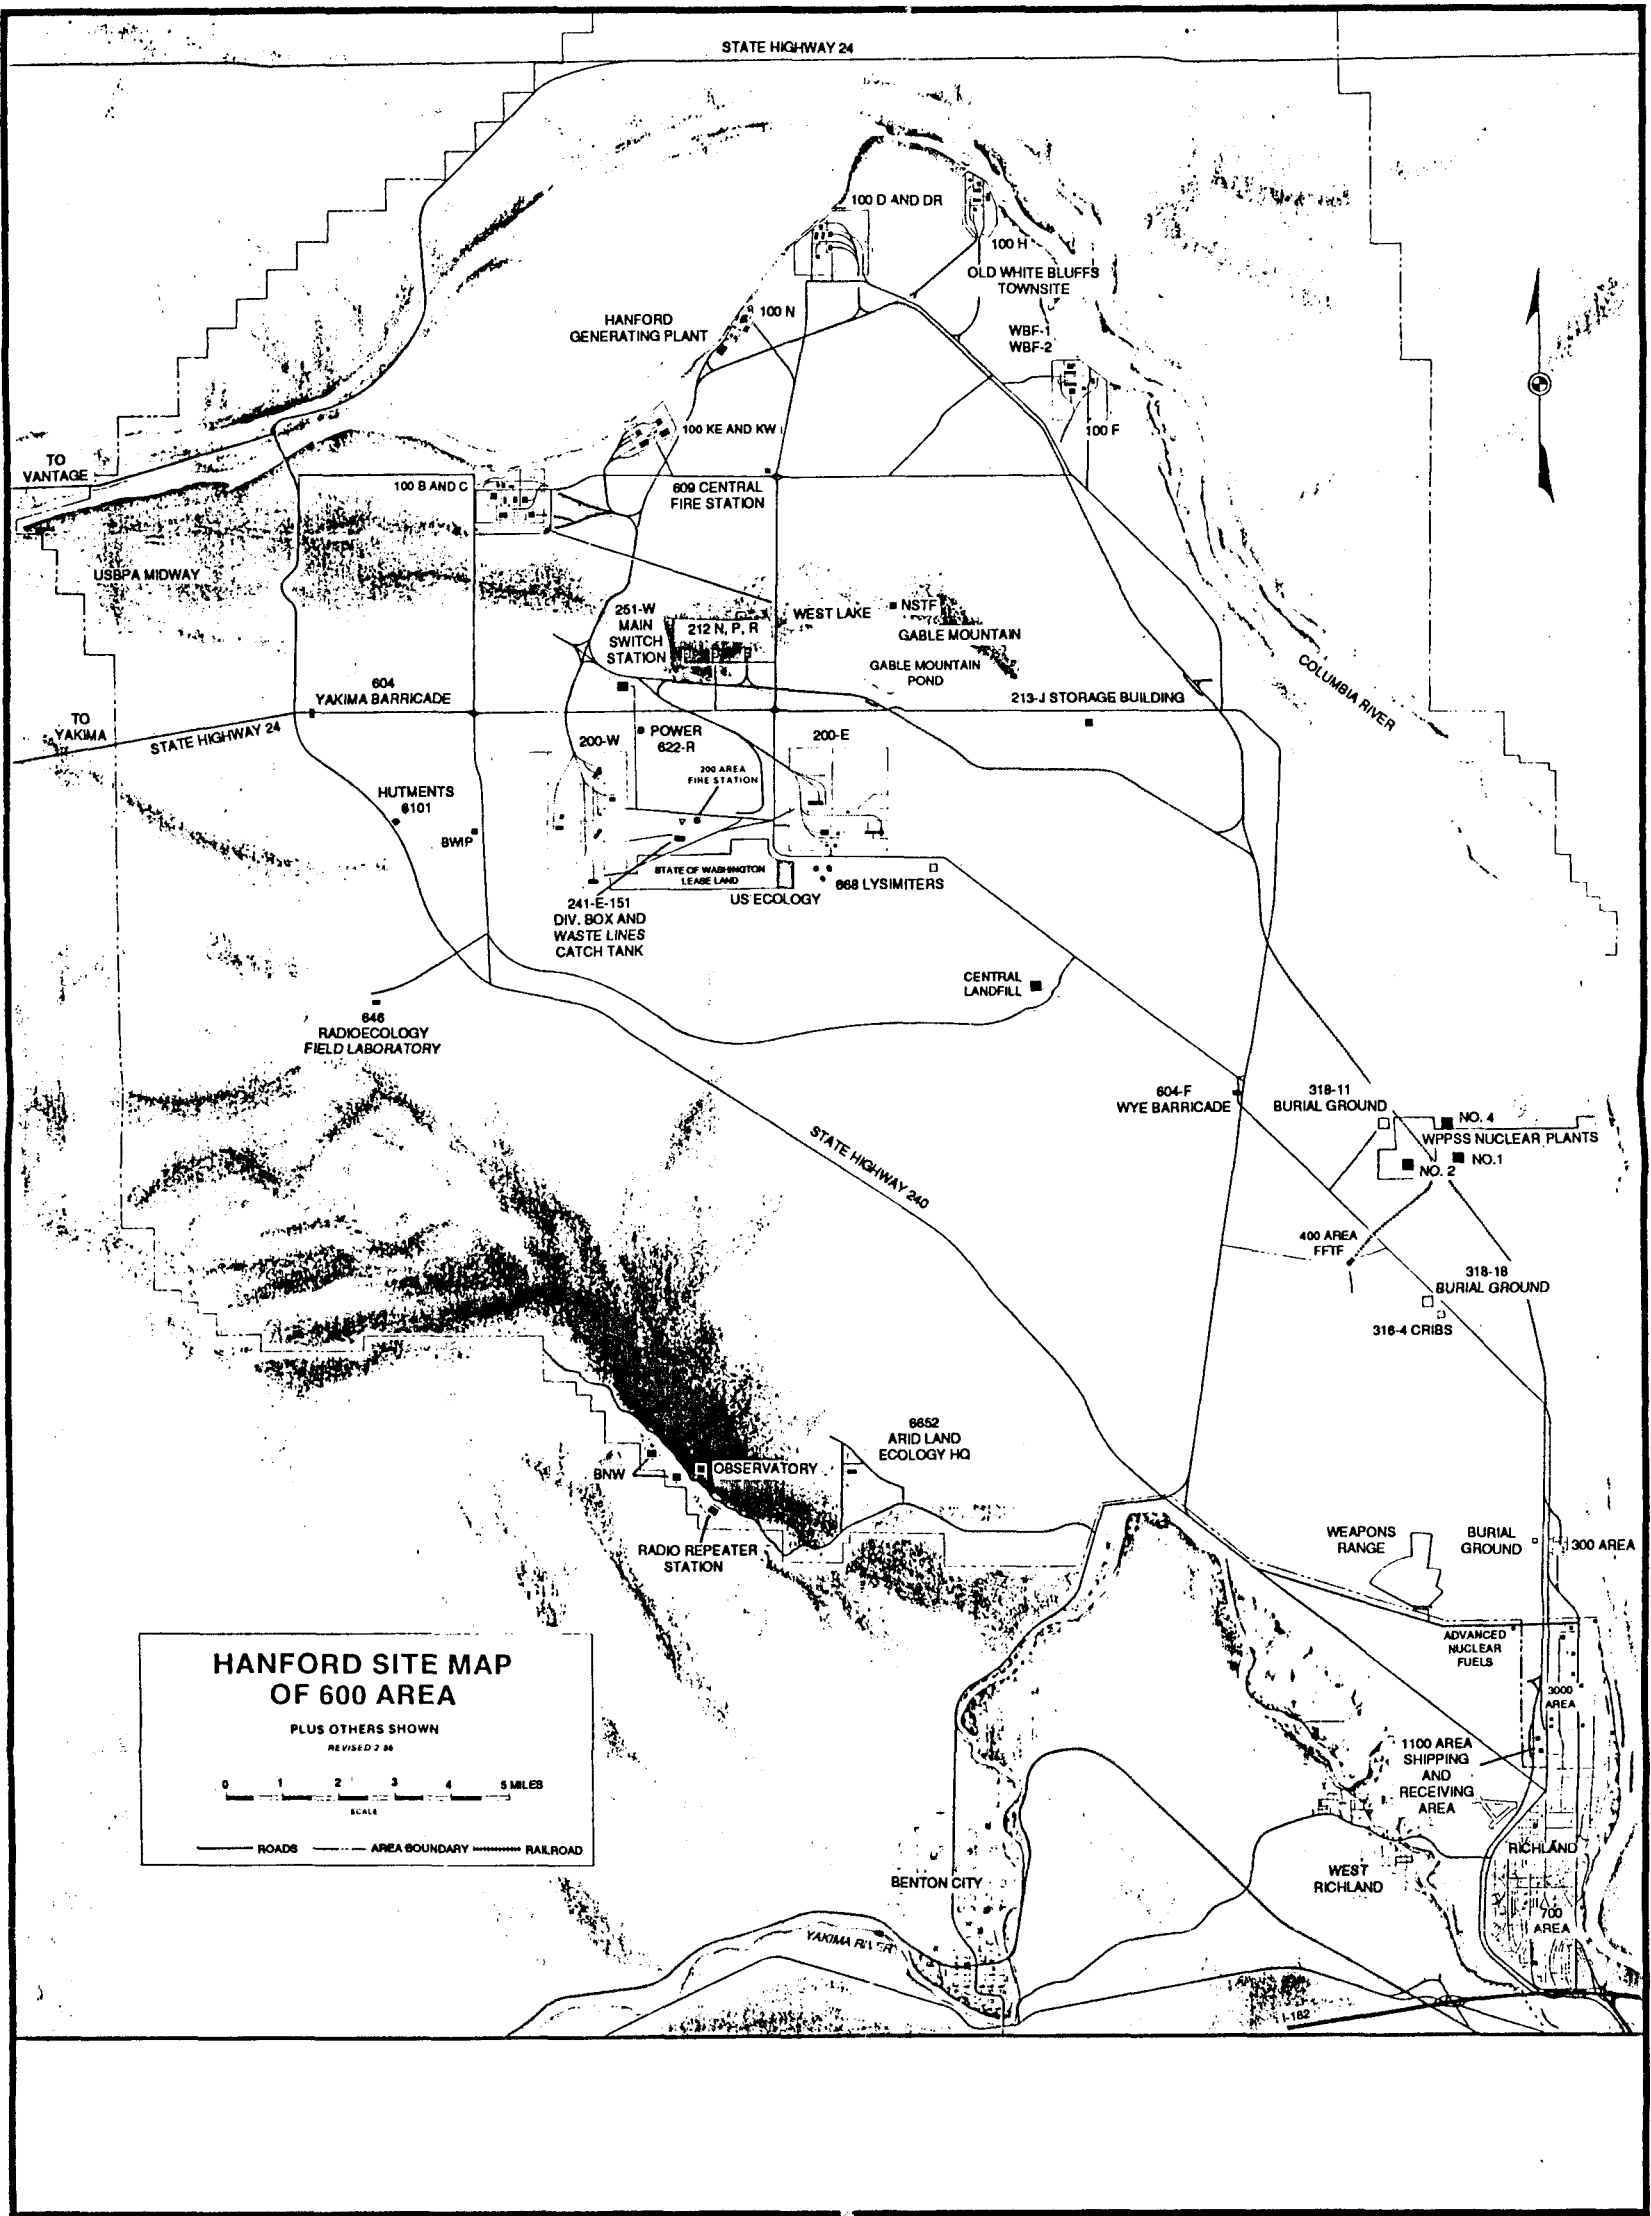 STATE HIGHWAY 24
100 D AND DR
100 H
OLD WHITE BLUFFS
TOWNSITE
100 N
HANFORD
GENERATING PLANT
WBF-1
WBF-2
100 F
100 KE AND KW
TO
VANTAGE
100 B AND C
609 CENTRAL
FIRE STATION
USBPA MIDWAY
251-W
MAIN
SWITCH
STATION
212 N, P, R
WEST LAKE
NSTF
GABLE MOUNTAIN
GABLE MOUNTAIN
POND
COLUMBIA RIVER
604
YAKIMA BARRICADE
213-J STORAGE BUILDING
TO
YAKIMA
STATE HIGHWAY 24
200-W
POWER
622-R
200-E
200 AREA
FIRE STATION
HUTMENTS
6101
BWIP
STATE OF WASHINGTON
LEASE LAND
US ECOLOGY
668 LYSIMITERS
241-E-151
DIV. BOX AND
WASTE LINES
CATCH TANK
CENTRAL
LANDFILL
646
RADIOECOLOGY
FIELD LABORATORY
604-F
WYE BARRICADE
318-11
BURIAL GROUND
NO. 4
WPPSS NUCLEAR PLANTS
NO.1
NO. 2
STATE HIGHWAY 240
400 AREA
FFTF
318-18
BURIAL GROUND
316-4 CRIBS
6652
ARID LAND
ECOLOGY HQ
BNW
OBSERVATORY
RADIO REPEATER
STATION
WEAPONS
RANGE
BURIAL
GROUND
300 AREA
ADVANCED
NUCLEAR
FUELS
3000
AREA
HANFORD SITE MAP
OF 600 AREA
PLUS OTHERS SHOWN
REVISED 2 86
0 1 2 3 4 5 MILES
SCALE
ROADS AREA BOUNDARY RAILROAD
1100 AREA
SHIPPING
AND
RECEIVING
AREA
RICHLAND
WEST
RICHLAND
BENTON CITY
700
AREA
YAKIMA RIVER
I-182